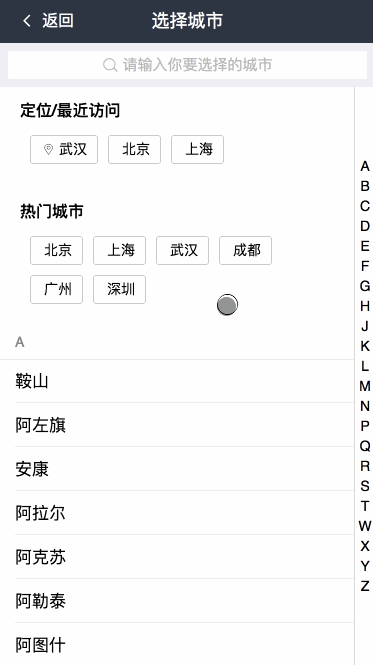 返回 选择城市
请输入你要选择的城市
定位/最近访问
武汉 北京 上海
热门城市
北京 上海 武汉 成都
广州 深圳
A
鞍山
阿左旗
安康
阿拉尔
阿克苏
阿勒泰
阿图什
A
B
C
D
E
F
G
H
J
K
L
M
N
P
Q
R
S
T
W
X
Y
Z